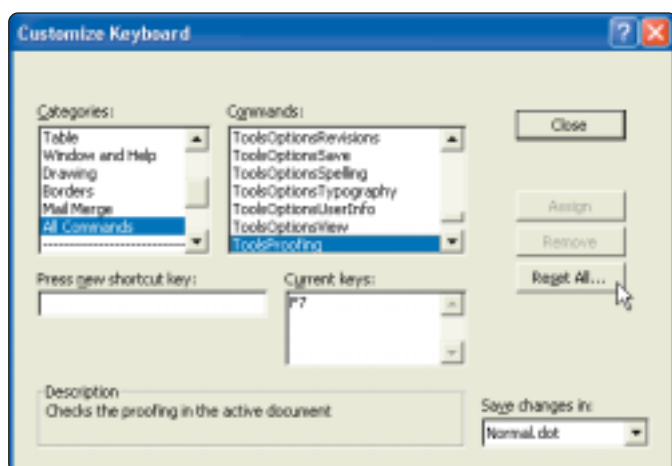 Customize Keyboard
Categories:
Table
Window and Help
Drawing
Borders
Mail Merge
All Commands
Commands:
ToolsOptionsRevisions
ToolsOptionsSave
ToolsOptionsSpelling
ToolsOptionsTypography
ToolsOptionsUserInfo
ToolsOptionsView
ToolsProofing
Close
Assign
Remove
Reset All...
Press new shortcut key:
Current keys:
F7
Description
Checks the proofing in the active document
Save changes in:
Normal.dot